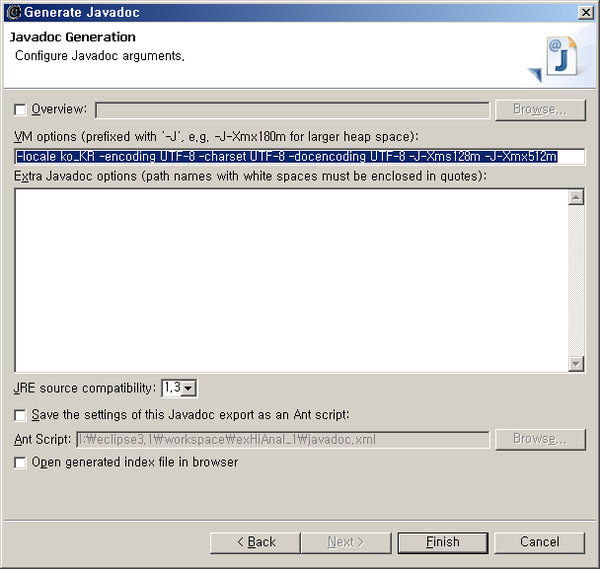 Generate Javadoc
Javadoc Generation
Configure Javadoc arguments.
@ J
Overview:
Browse...
VM options (prefixed with '-J', e.g. -J-Xmx180m for larger heap space):
-locale ko_KR -encoding UTF-8 -charset UTF-8 -docencoding UTF-8 -J-Xms128m -J-Xmx512m
Extra Javadoc options (path names with white spaces must be enclosed in quotes):
JRE source compatibility: 1.3
Save the settings of this Javadoc export as an Ant script:
Ant Script: I:₩eclipse3.1₩workspace₩exHiAnal_1₩javadoc.xml Browse...
Open generated index file in browser
< Back Next > Finish Cancel